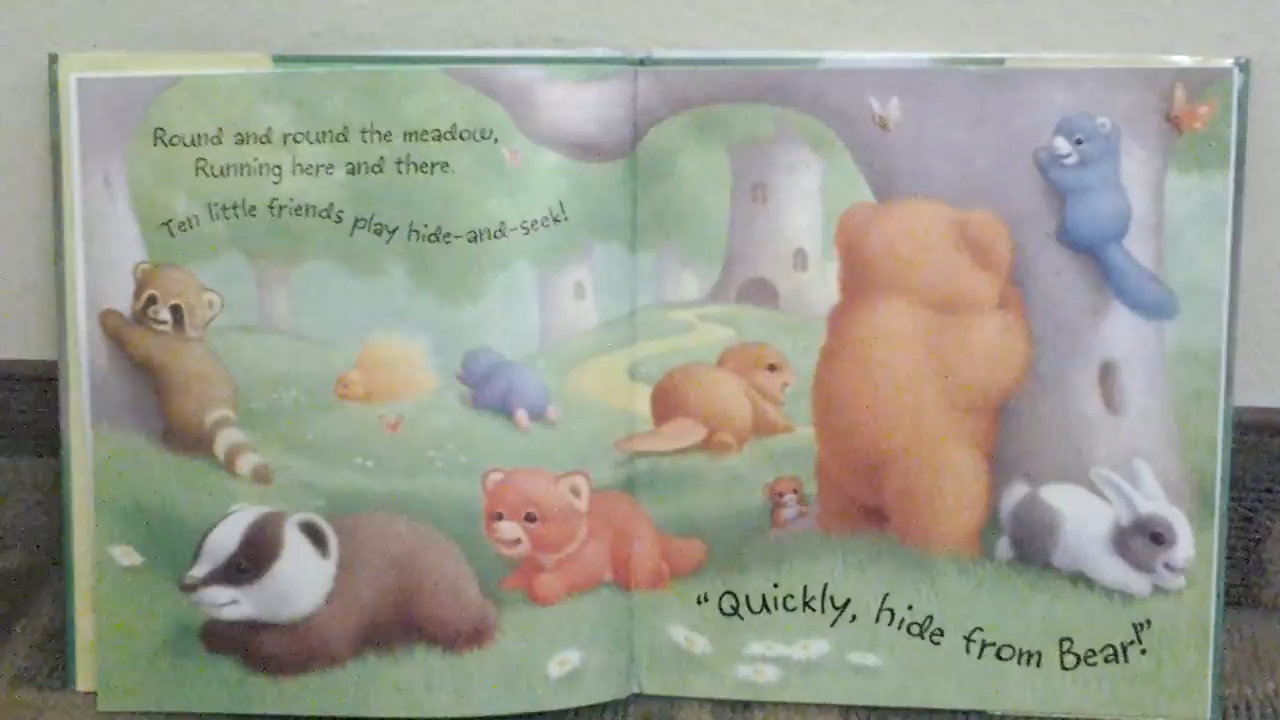 Round and round the meadow,
Running here and there.
Ten little friends play hide-and-seek!
“Quickly, hide from Bear!”